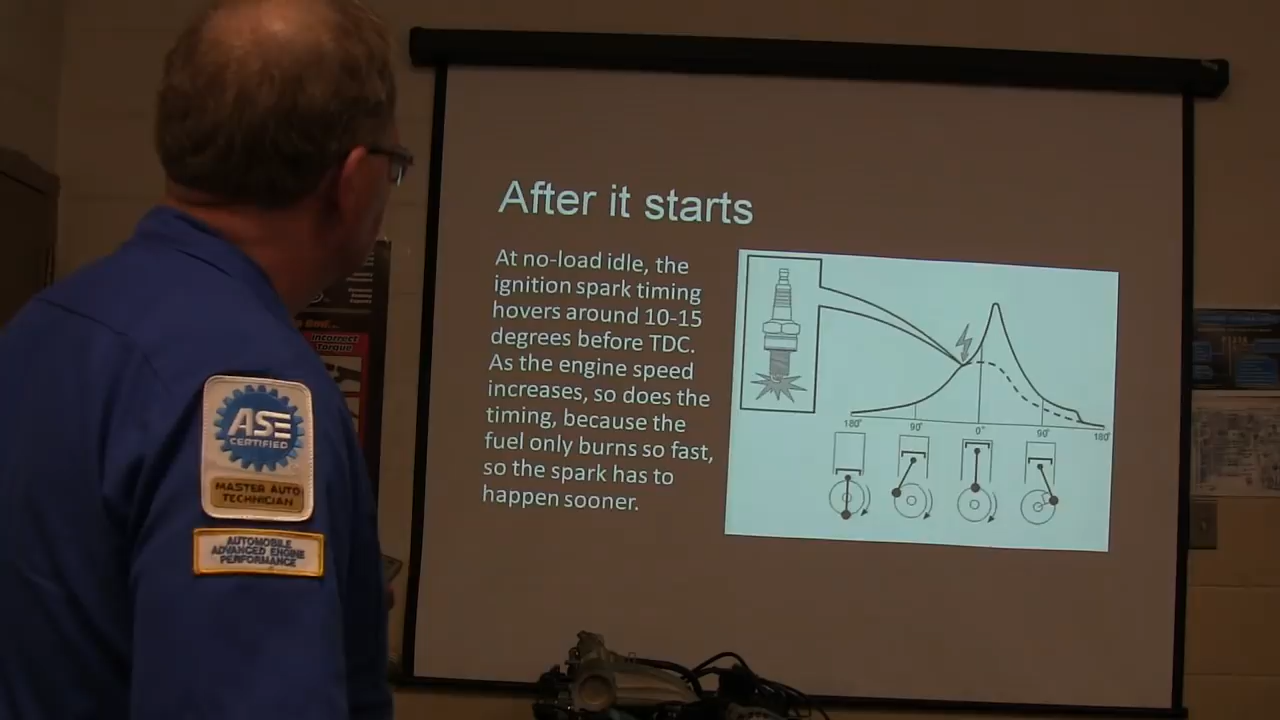 After it starts
At no-load idle, the
ignition spark timing
hovers around 10-15
degrees before TDC.
As the engine speed
increases, so does the
timing, because the
fuel only burns so fast,
so the spark has to
happen sooner.
180° 90° 0° 90° 180°
ASE
CERTIFIED
MASTER AUTO
TECHNICIAN
AUTOMOBILE
ADVANCED ENGINE
PERFORMANCE
Incorrect
Torque